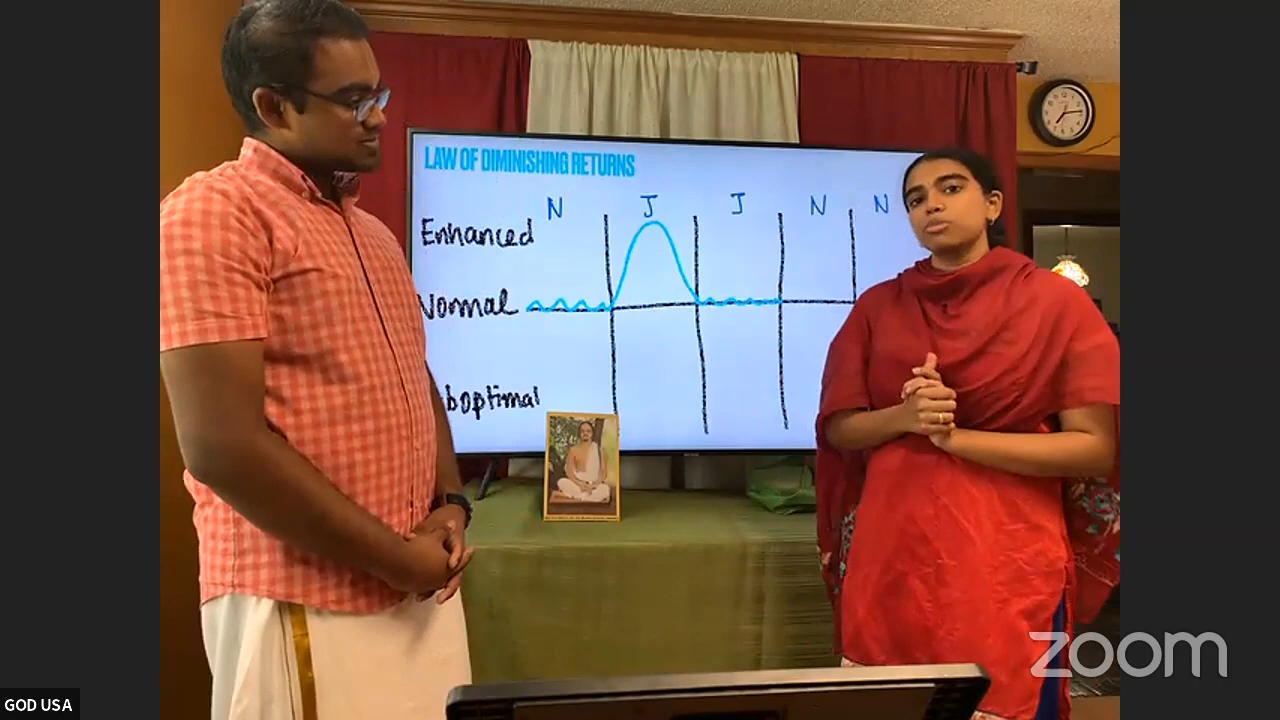 LAW OF DIMINISHING RETURNS
N J J N N
Enhanced
Normal
boptimal
zoom
GOD USA